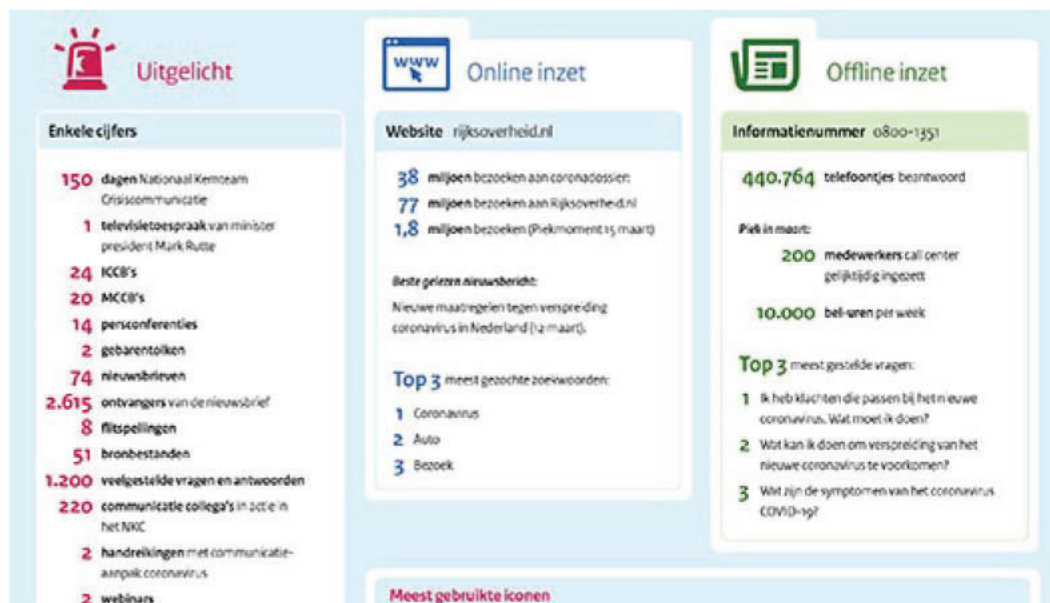 Uitgelicht
Enkele cijfers
150 dagen Nationaal Kernteam
Crisiscommunicatie
1 televisietoespraak van minister
president Mark Rutte
24 ICCB's
20 MCCB's
14 persconferenties
2 gebarentolken
74 nieuwsbrieven
2.615 ontvangers van de nieuwsbrief
8 flitspeilingen
51 bronbestanden
1.200 veelgestelde vragen en antwoorden
220 communicatie collega's in actie in
het NKC
2 handreikingen met communicatie-
aanpak coronavirus
2 webinars
www
Online inzet
Website rijksoverheid.nl
38 miljoen bezoeken aan coronadossier:
77 miljoen bezoeken aan Rijksoverheid.nl
1,8 miljoen bezoeken (Piekmoment 15 maart)
Beste gelezen nieuwsbericht:
Nieuwe maatregelen tegen verspreiding
coronavirus in Nederland (12 maart).
Top 3 meest gezochte zoekwoorden:
1 Coronavirus
2 Auto
3 Bezoek
Offline inzet
Informatienummer 0800-1351
440.764 telefoontjes beantwoord
Piek in maart:
200 medewerkers call center
gelijktijdig ingezett
10.000 bel-uren per week
Top 3 meest gestelde vragen:
1 Ik heb klachten die passen bij het nieuwe
coronavirus. Wat moet ik doen?
2 Wat kan ik doen om verspreiding van het
nieuwe coronavirus te voorkomen?
3 Wat zijn de symptomen van het coronavirus
COVID-19?
Meest gebruikte iconen